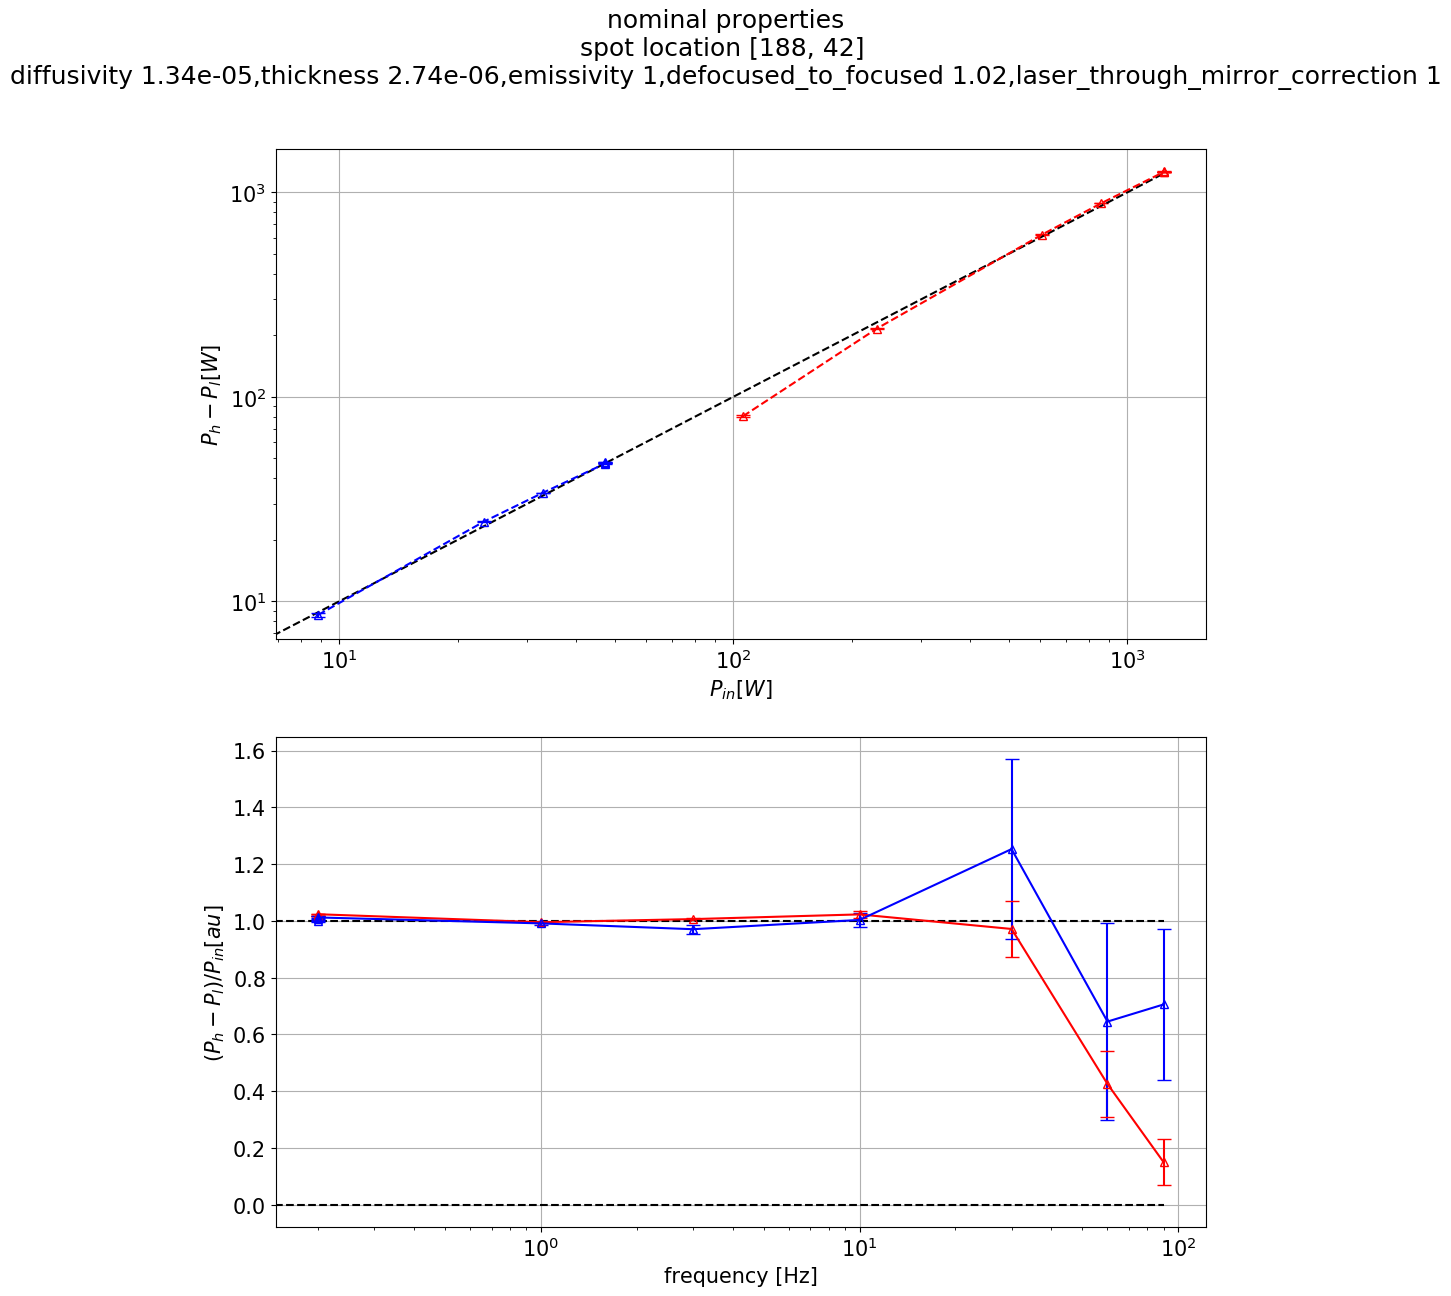 nominal properties
spot location [188, 42]
diffusivity 1.34e-05,thickness 2.74e-06,emissivity 1,defocused_to_focused 1.02,laser_through_mirror_correction 1
10³
10²
10¹
P_h − P_l[W]
10¹ 10² 10³
P_in[W]
1.6
1.4
1.2
1.0
0.8
0.6
0.4
0.2
0.0
(P_h − P_l)/P_in[au]
10⁰ 10¹ 10²
frequency [Hz]